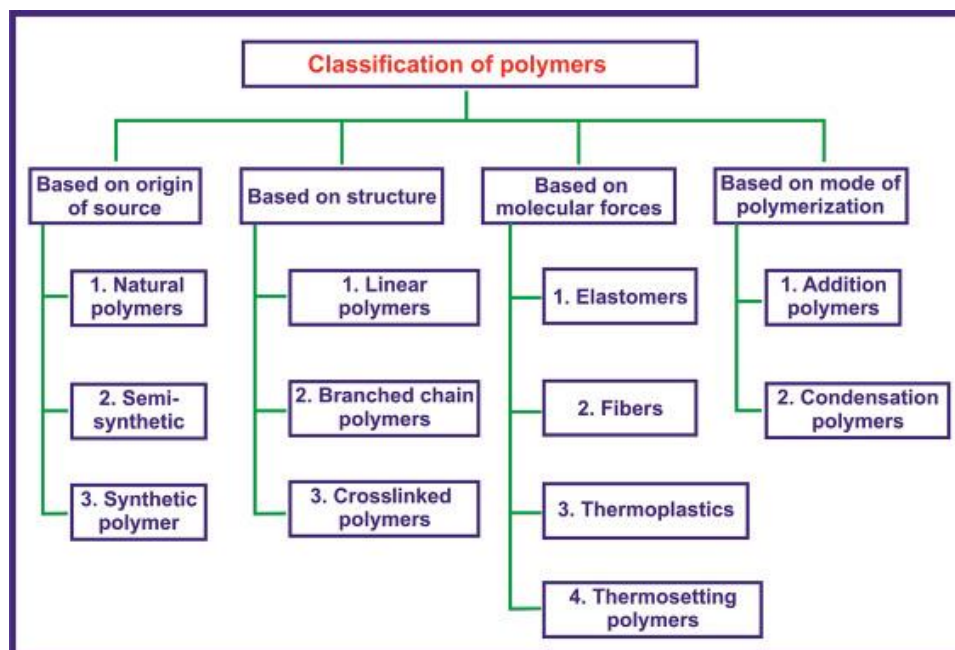 Classification of polymers
Based on origin
of source
1. Natural
polymers
2. Semi-
synthetic
3. Synthetic
polymer
Based on structure
1. Linear
polymers
2. Branched chain
polymers
3. Crosslinked
polymers
Based on
molecular forces
1. Elastomers
2. Fibers
3. Thermoplastics
4. Thermosetting
polymers
Based on mode of
polymerization
1. Addition
polymers
2. Condensation
polymers